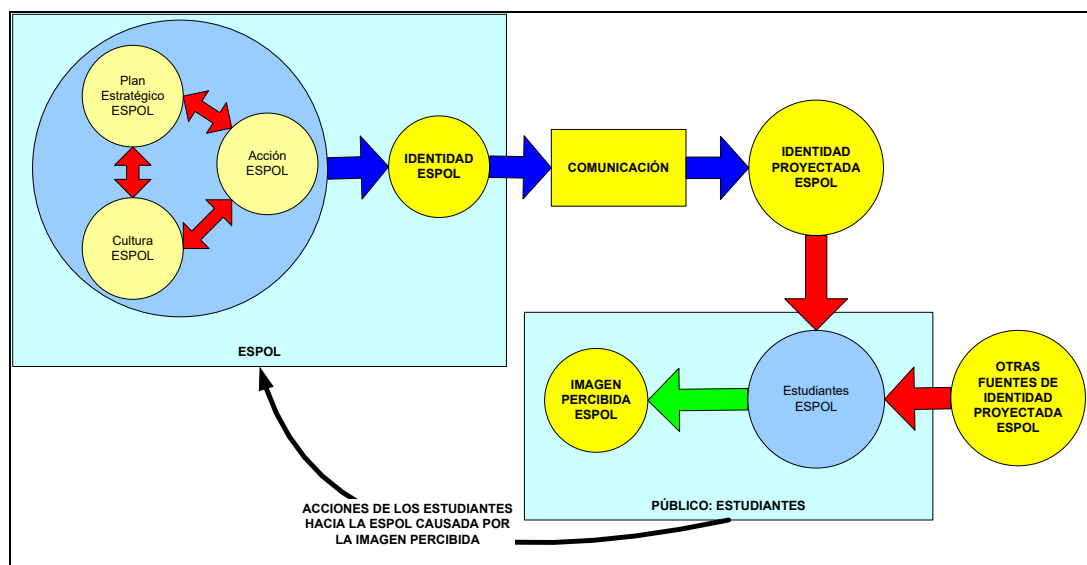 Plan
Estratégico
ESPOL
Acción
ESPOL
Cultura
ESPOL
IDENTIDAD
ESPOL
COMUNICACIÓN
IDENTIDAD
PROYECTADA
ESPOL
ESPOL
IMAGEN
PERCIBIDA
ESPOL
Estudiantes
ESPOL
OTRAS
FUENTES DE
IDENTIDAD
PROYECTADA
ESPOL
PÚBLICO: ESTUDIANTES
ACCIONES DE LOS ESTUDIANTES
HACIA LA ESPOL CAUSADA POR
LA IMAGEN PERCIBIDA